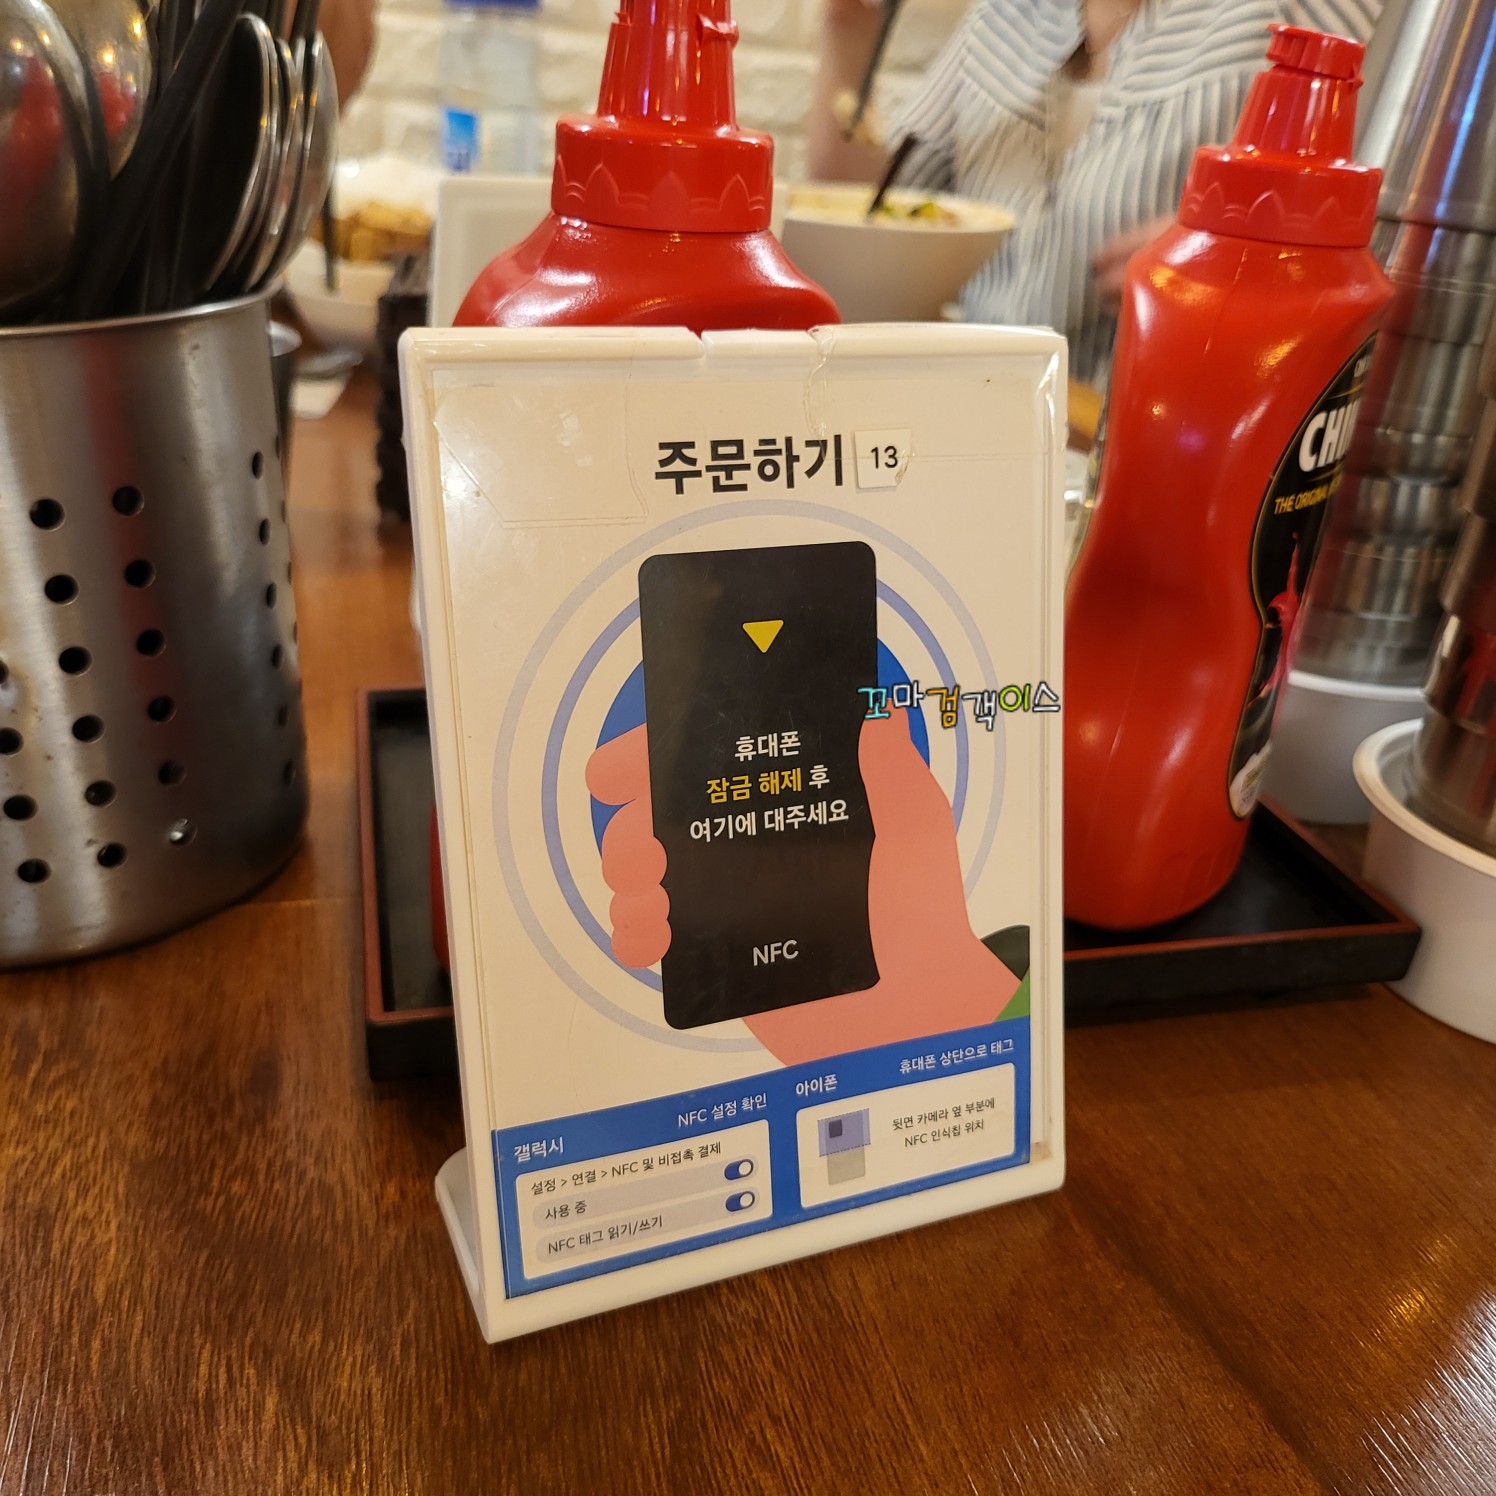 주문하기 13
휴대폰
잠금 해제 후
여기에 대주세요
NFC
꼬마검객이스
갤럭시 NFC 설정 확인
설정 > 연결 > NFC 및 비접촉 결제
사용 중
NFC 태그 읽기/쓰기
아이폰 휴대폰 상단으로 태그
뒷면 카메라 옆 부분에
NFC 인식칩 위치
THE ORIGINAL